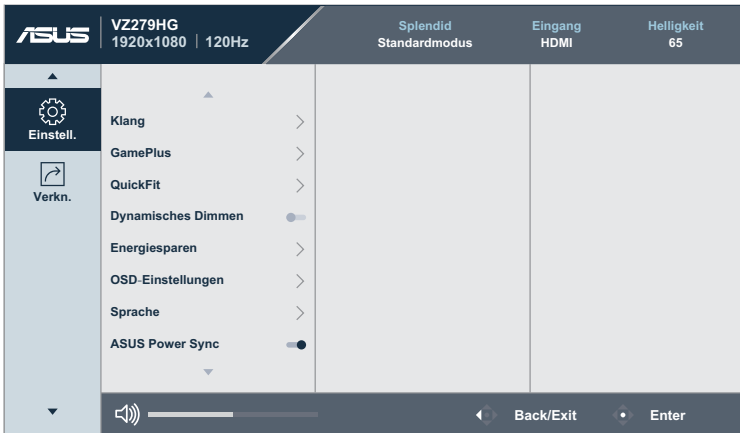 ASUS
VZ279HG
1920x1080 | 120Hz
Splendid
Standardmodus
Eingang
HDMI
Helligkeit
65
Einstell.
Verkn.
Klang
GamePlus
QuickFit
Dynamisches Dimmen
Energiesparen
OSD-Einstellungen
Sprache
ASUS Power Sync
Back/Exit
Enter